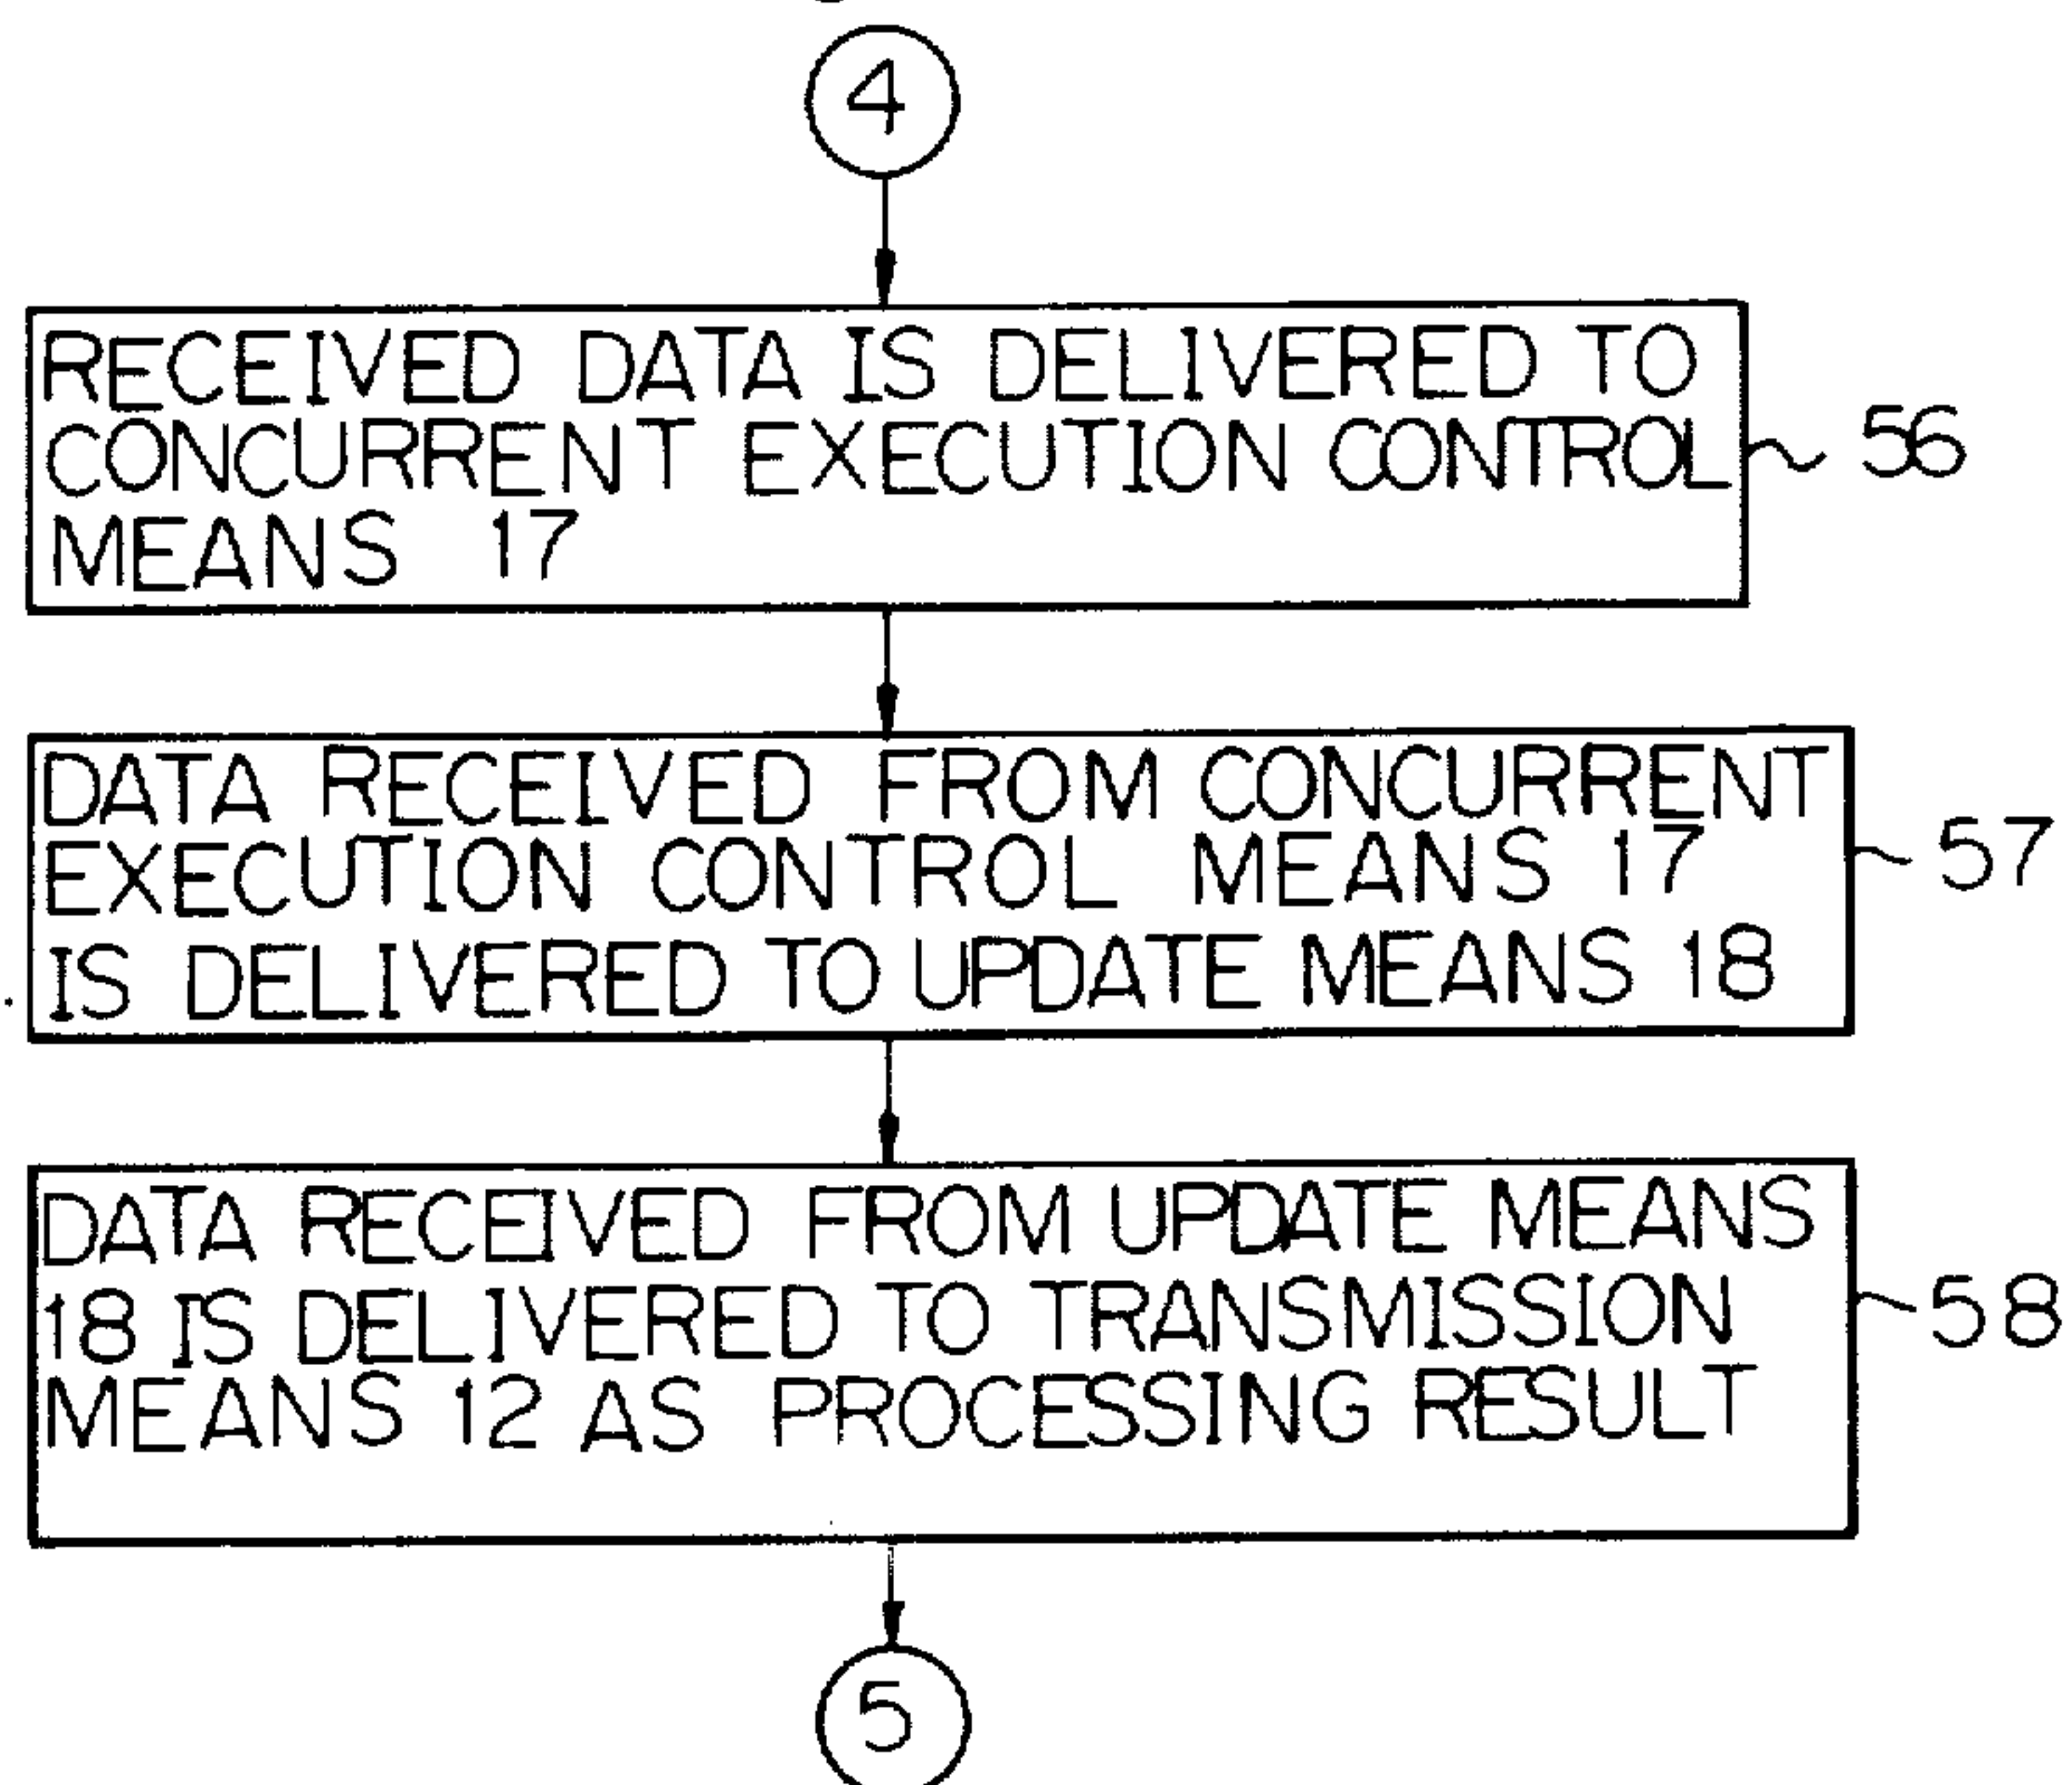 4
RECEIVED DATA IS DELIVERED TO
CONCURRENT EXECUTION CONTROL
MEANS 17
56
DATA RECEIVED FROM CONCURRENT
EXECUTION CONTROL MEANS 17
IS DELIVERED TO UPDATE MEANS 18
57
DATA RECEIVED FROM UPDATE MEANS
18 IS DELIVERED TO TRANSMISSION
MEANS 12 AS PROCESSING RESULT
58
5